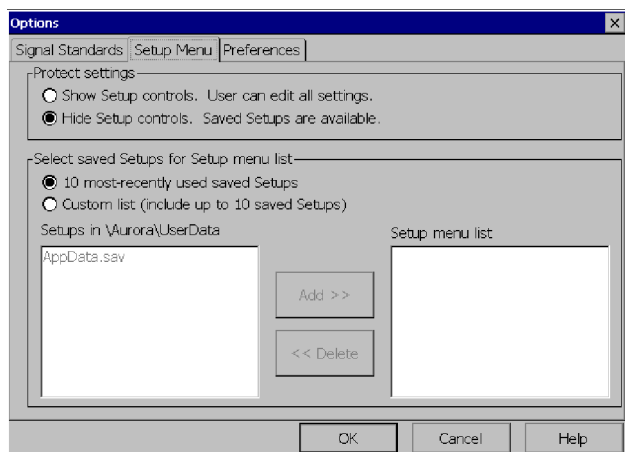 Options
Signal Standards Setup Menu Preferences
Protect settings
Show Setup controls. User can edit all settings.
Hide Setup controls. Saved Setups are available.
Select saved Setups for Setup menu list
10 most-recently used saved Setups
Custom list (include up to 10 saved Setups)
Setups in \Aurora\UserData
Setup menu list
AppData.sav
Add >>
<< Delete
OK Cancel Help